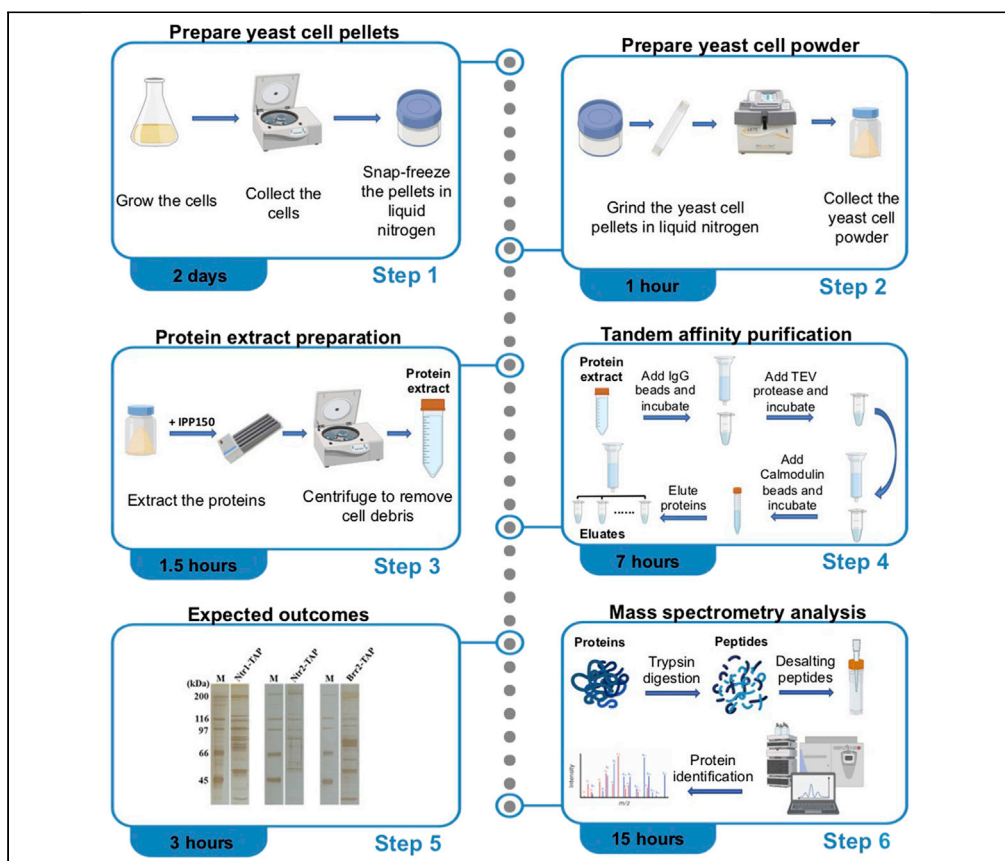 Prepare yeast cell pellets
Grow the cells
Collect the
cells
Snap-freeze
the pellets in
liquid
nitrogen
2 days
Step 1
Prepare yeast cell powder
Grind the yeast cell
pellets in liquid nitrogen
Collect the
yeast cell
powder
1 hour
Step 2
Protein extract preparation
Protein
extract
+ IPP150
Extract the proteins
Centrifuge to remove
cell debris
1.5 hours
Step 3
Tandem affinity purification
Protein
extract
Add IgG
beads and
incubate
Add TEV
protease and
incubate
Add
Calmodulin
beads and
incubate
Elute
proteins
......
Eluates
7 hours
Step 4
Expected outcomes
(kDa)
M
Ntr1-TAP
M
Ntr2-TAP
M
Brr2-TAP
200
116
97
66
45
3 hours
Step 5
Mass spectrometry analysis
Proteins
Trypsin
digestion
Peptides
Desalting
peptides
Protein
identification
Intensity
m/z
15 hours
Step 6